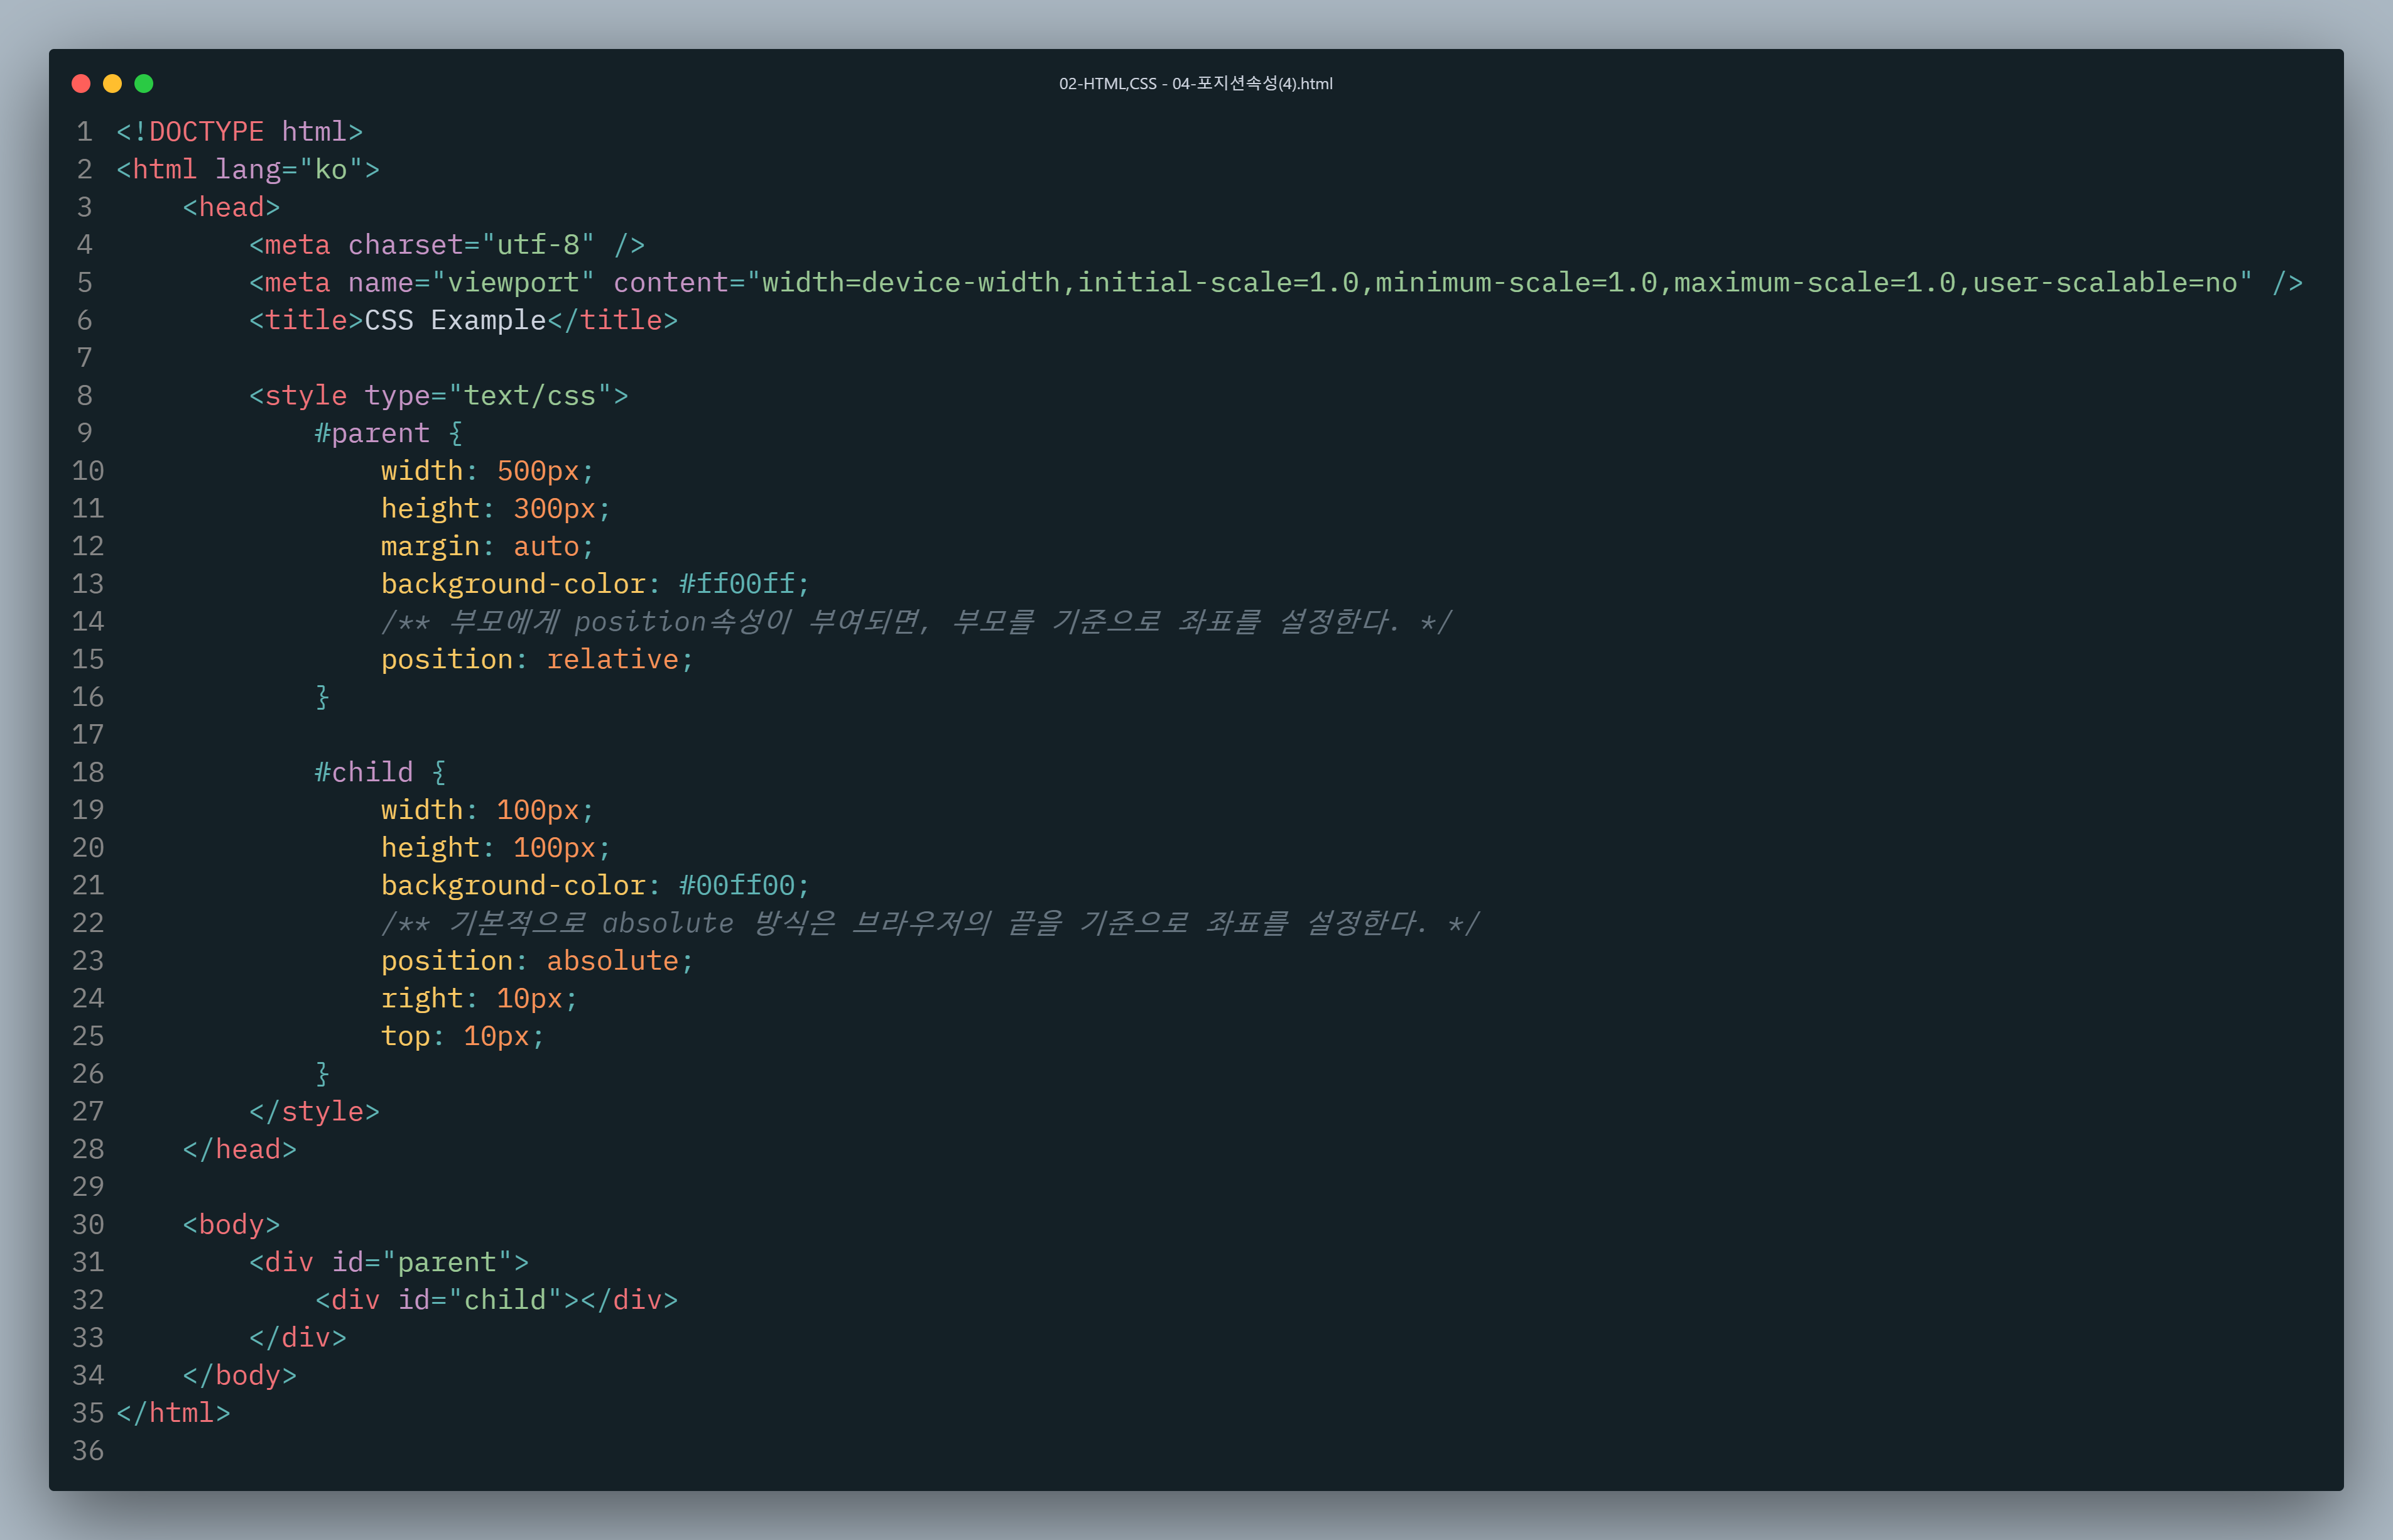 02-HTML,CSS - 04-포지션속성(4).html
1 <!DOCTYPE html>
2 <html lang="ko">
3     <head>
4         <meta charset="utf-8" />
5         <meta name="viewport" content="width=device-width,initial-scale=1.0,minimum-scale=1.0,maximum-scale=1.0,user-scalable=no" />
6         <title>CSS Example</title>
7
8         <style type="text/css">
9             #parent {
10                 width: 500px;
11                 height: 300px;
12                 margin: auto;
13                 background-color: #ff00ff;
14                 /** 부모에게 position속성이 부여되면, 부모를 기준으로 좌표를 설정한다. */
15                 position: relative;
16             }
17
18             #child {
19                 width: 100px;
20                 height: 100px;
21                 background-color: #00ff00;
22                 /** 기본적으로 absolute 방식은 브라우저의 끝을 기준으로 좌표를 설정한다. */
23                 position: absolute;
24                 right: 10px;
25                 top: 10px;
26             }
27         </style>
28     </head>
29
30     <body>
31         <div id="parent">
32             <div id="child"></div>
33         </div>
34     </body>
35 </html>
36